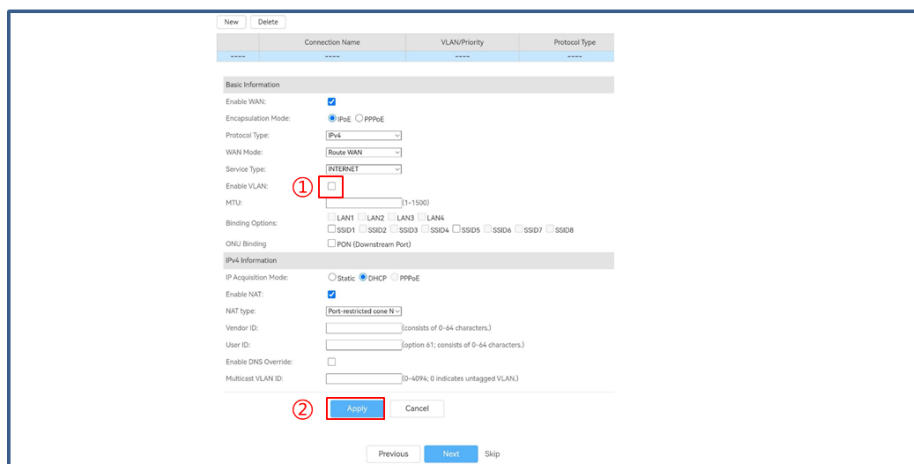 New Delete
Connection Name VLAN/Priority Protocol Type
---- ---- ---- ----
Basic Information
Enable WAN:
Encapsulation Mode: IPoE PPPoE
Protocol Type: IPv4
WAN Mode: Route WAN
Service Type: INTERNET
① Enable VLAN:
MTU: (1-1500)
Binding Options: LAN1 LAN2 LAN3 LAN4
SSID1 SSID2 SSID3 SSID4 SSID5 SSID6 SSID7 SSID8
ONU Binding PON (Downstream Port)
IPv4 Information
IP Acquisition Mode: Static DHCP PPPoE
Enable NAT:
NAT type: Port-restricted cone N
Vendor ID: (consists of 0-64 characters.)
User ID: (option 61; consists of 0-64 characters.)
Enable DNS Override:
Multicast VLAN ID: (0-4094; 0 indicates untagged VLAN.)
② Apply Cancel
Previous Next Skip